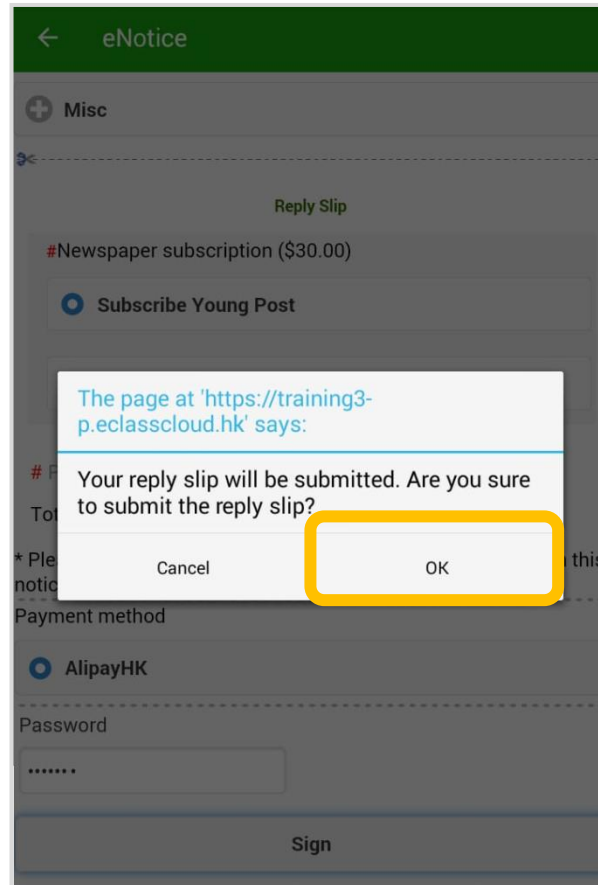 eNotice
Misc
Reply Slip
#Newspaper subscription ($30.00)
Subscribe Young Post
The page at 'https://training3-
p.eclasscloud.hk' says:
Your reply slip will be submitted. Are you sure
to submit the reply slip?
#
Cancel
OK
this
Payment method
AlipayHK
Password
•••••••
Sign